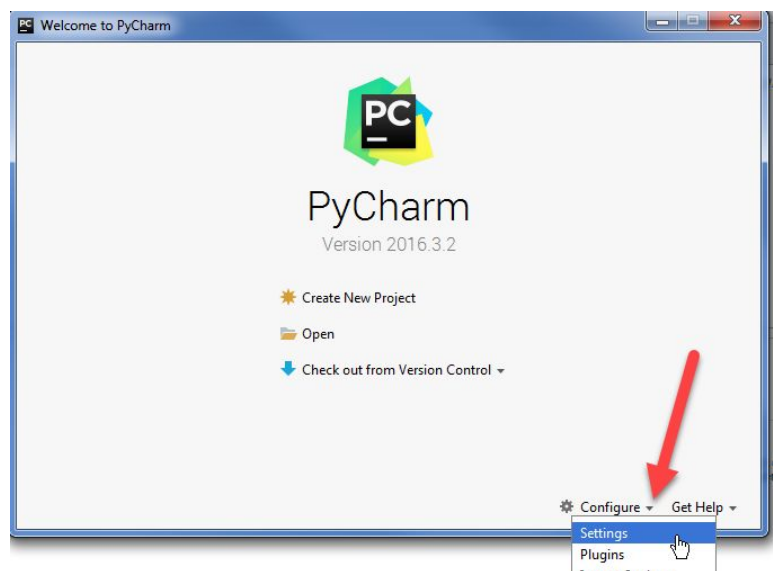 PC Welcome to PyCharm
PC
PyCharm
Version 2016.3.2
Create New Project
Open
Check out from Version Control
Configure Get Help
Settings
Plugins